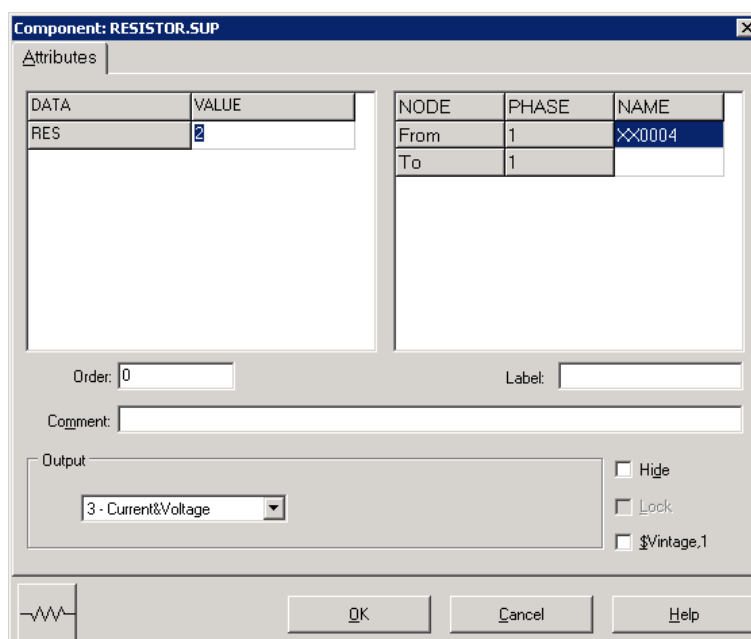 Component: RESISTOR.SUP
Attributes
DATA VALUE
RES 2
NODE PHASE NAME
From 1 XX0004
To 1
Order: 0
Label:
Comment:
Output
3 - Current&Voltage
Hide
Lock
$Vintage,1
OK Cancel Help